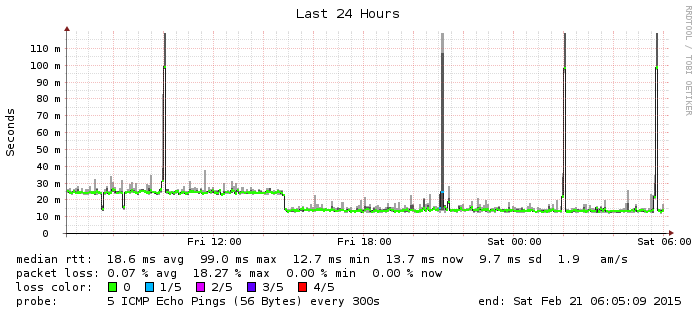 Last 24 Hours
RRDTOOL / TOBI OETIKER
Seconds
110 m
100 m
90 m
80 m
70 m
60 m
50 m
40 m
30 m
20 m
10 m
0
Fri 12:00 Fri 18:00 Sat 00:00 Sat 06:00
median rtt: 18.6 ms avg 99.0 ms max 12.7 ms min 13.7 ms now 9.7 ms sd 1.9 am/s
packet loss: 0.07 % avg 18.27 % max 0.00 % min 0.00 % now
loss color: 0 1/5 2/5 3/5 4/5
probe: 5 ICMP Echo Pings (56 Bytes) every 300s end: Sat Feb 21 06:05:09 2015